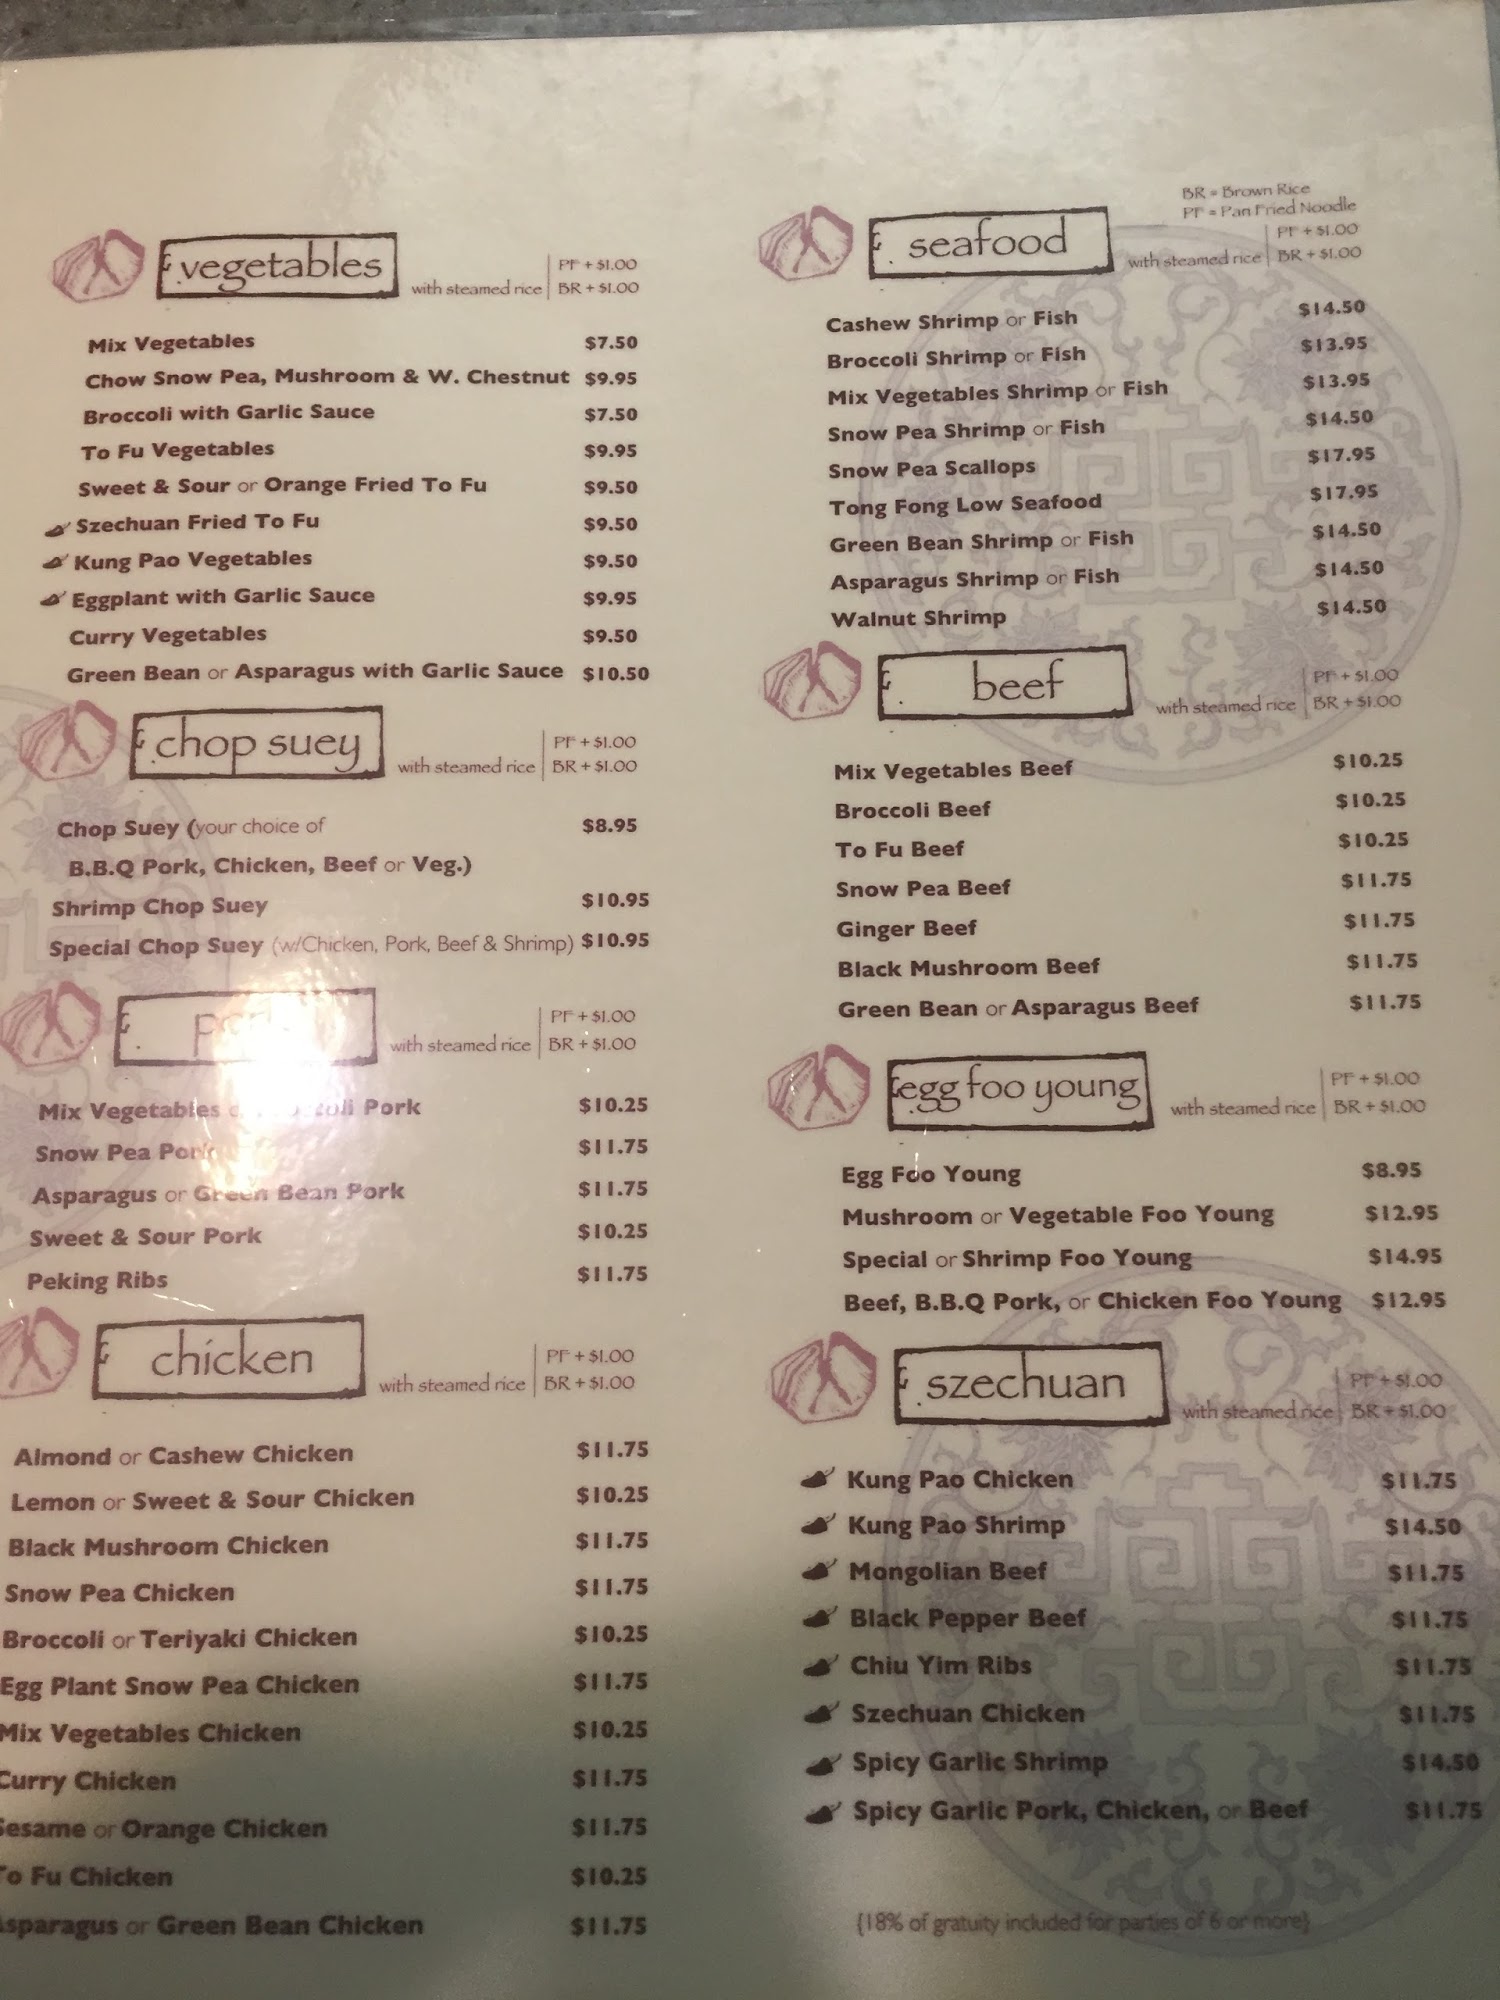 vegetables
with steamed rice
PF + $1.00
BR + $1.00
Mix Vegetables $7.50
Chow Snow Pea, Mushroom & W. Chestnut $9.95
Broccoli with Garlic Sauce $7.50
To Fu Vegetables $9.95
Sweet & Sour or Orange Fried To Fu $9.50
Szechuan Fried To Fu $9.50
Kung Pao Vegetables $9.50
Eggplant with Garlic Sauce $9.95
Curry Vegetables $9.50
Green Bean or Asparagus with Garlic Sauce $10.50
chop suey
with steamed rice
PF + $1.00
BR + $1.00
Chop Suey (your choice of $8.95
B.B.Q Pork, Chicken, Beef or Veg.)
Shrimp Chop Suey $10.95
Special Chop Suey (w/Chicken, Pork, Beef & Shrimp) $10.95
pork
with steamed rice
PF + $1.00
BR + $1.00
Mix Vegetables Pork $10.25
Snow Pea Pork $11.75
Asparagus or Green Bean Pork $11.75
Sweet & Sour Pork $10.25
Peking Ribs $11.75
chicken
with steamed rice
PF + $1.00
BR + $1.00
Almond or Cashew Chicken $11.75
Lemon or Sweet & Sour Chicken $10.25
Black Mushroom Chicken $11.75
Snow Pea Chicken $11.75
Broccoli or Teriyaki Chicken $10.25
Egg Plant Snow Pea Chicken $11.75
Mix Vegetables Chicken $10.25
Curry Chicken $11.75
Sesame or Orange Chicken $11.75
To Fu Chicken $10.25
Asparagus or Green Bean Chicken $11.75
BR = Brown Rice
PF = Pan Fried Noodle
seafood
with steamed rice
PF + $1.00
BR + $1.00
Cashew Shrimp or Fish $14.50
Broccoli Shrimp or Fish $13.95
Mix Vegetables Shrimp or Fish $13.95
Snow Pea Shrimp or Fish $14.50
Snow Pea Scallops $17.95
Tong Fong Low Seafood $17.95
Green Bean Shrimp or Fish $14.50
Asparagus Shrimp or Fish $14.50
Walnut Shrimp $14.50
beef
with steamed rice
PF + $1.00
BR + $1.00
Mix Vegetables Beef $10.25
Broccoli Beef $10.25
To Fu Beef $10.25
Snow Pea Beef $11.75
Ginger Beef $11.75
Black Mushroom Beef $11.75
Green Bean or Asparagus Beef $11.75
egg foo young
with steamed rice
PF + $1.00
BR + $1.00
Egg Foo Young $8.95
Mushroom or Vegetable Foo Young $12.95
Special or Shrimp Foo Young $14.95
Beef, B.B.Q Pork, or Chicken Foo Young $12.95
szechuan
with steamed rice
PF + $1.00
BR + $1.00
Kung Pao Chicken $11.75
Kung Pao Shrimp $14.50
Mongolian Beef $11.75
Black Pepper Beef $11.75
Chiu Yim Ribs $11.75
Szechuan Chicken $11.75
Spicy Garlic Shrimp $14.50
Spicy Garlic Pork, Chicken, or Beef $11.75
{18% of gratuity included for parties of 6 or more}